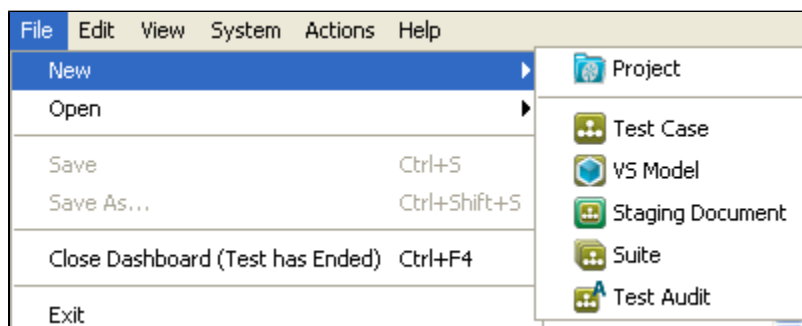 File Edit View System Actions Help
New
Open
Save Ctrl+S
Save As... Ctrl+Shift+S
Close Dashboard (Test has Ended) Ctrl+F4
Exit
Project
Test Case
VS Model
Staging Document
Suite
Test Audit